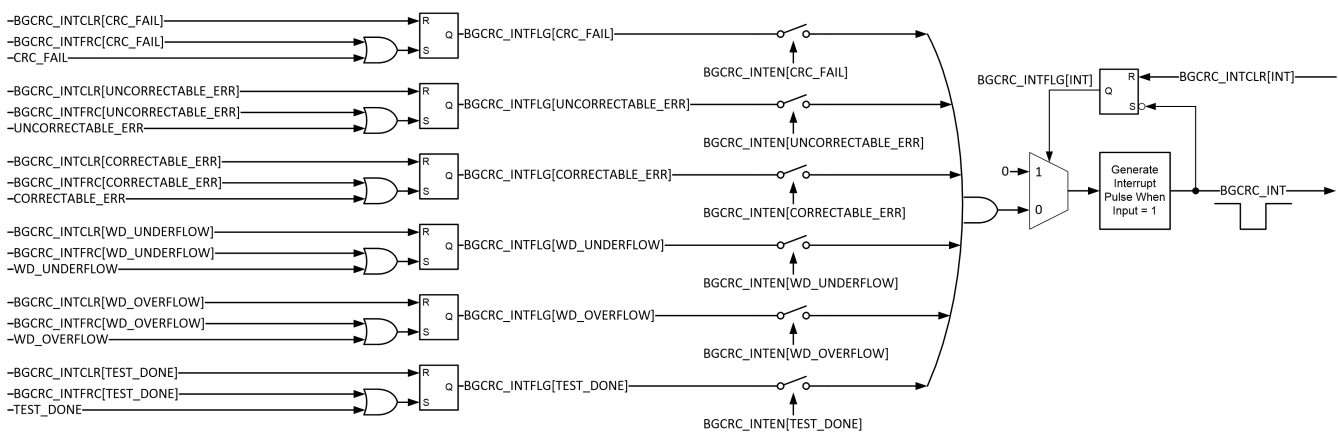 BGCRC_INTCLR[CRC_FAIL]
BGCRC_INTFRC[CRC_FAIL]
CRC_FAIL
R
S
Q
BGCRC_INTFLG[CRC_FAIL]
BGCRC_INTEN[CRC_FAIL]
BGCRC_INTCLR[UNCORRECTABLE_ERR]
BGCRC_INTFRC[UNCORRECTABLE_ERR]
UNCORRECTABLE_ERR
R
S
Q
BGCRC_INTFLG[UNCORRECTABLE_ERR]
BGCRC_INTEN[UNCORRECTABLE_ERR]
BGCRC_INTCLR[CORRECTABLE_ERR]
BGCRC_INTFRC[CORRECTABLE_ERR]
CORRECTABLE_ERR
R
S
Q
BGCRC_INTFLG[CORRECTABLE_ERR]
BGCRC_INTEN[CORRECTABLE_ERR]
BGCRC_INTCLR[WD_UNDERFLOW]
BGCRC_INTFRC[WD_UNDERFLOW]
WD_UNDERFLOW
R
S
Q
BGCRC_INTFLG[WD_UNDERFLOW]
BGCRC_INTEN[WD_UNDERFLOW]
BGCRC_INTCLR[WD_OVERFLOW]
BGCRC_INTFRC[WD_OVERFLOW]
WD_OVERFLOW
R
S
Q
BGCRC_INTFLG[WD_OVERFLOW]
BGCRC_INTEN[WD_OVERFLOW]
BGCRC_INTCLR[TEST_DONE]
BGCRC_INTFRC[TEST_DONE]
TEST_DONE
R
S
Q
BGCRC_INTFLG[TEST_DONE]
BGCRC_INTEN[TEST_DONE]
BGCRC_INTFLG[INT]
R
Q
S
BGCRC_INTCLR[INT]
0
1
0
Generate
Interrupt
Pulse When
Input = 1
BGCRC_INT